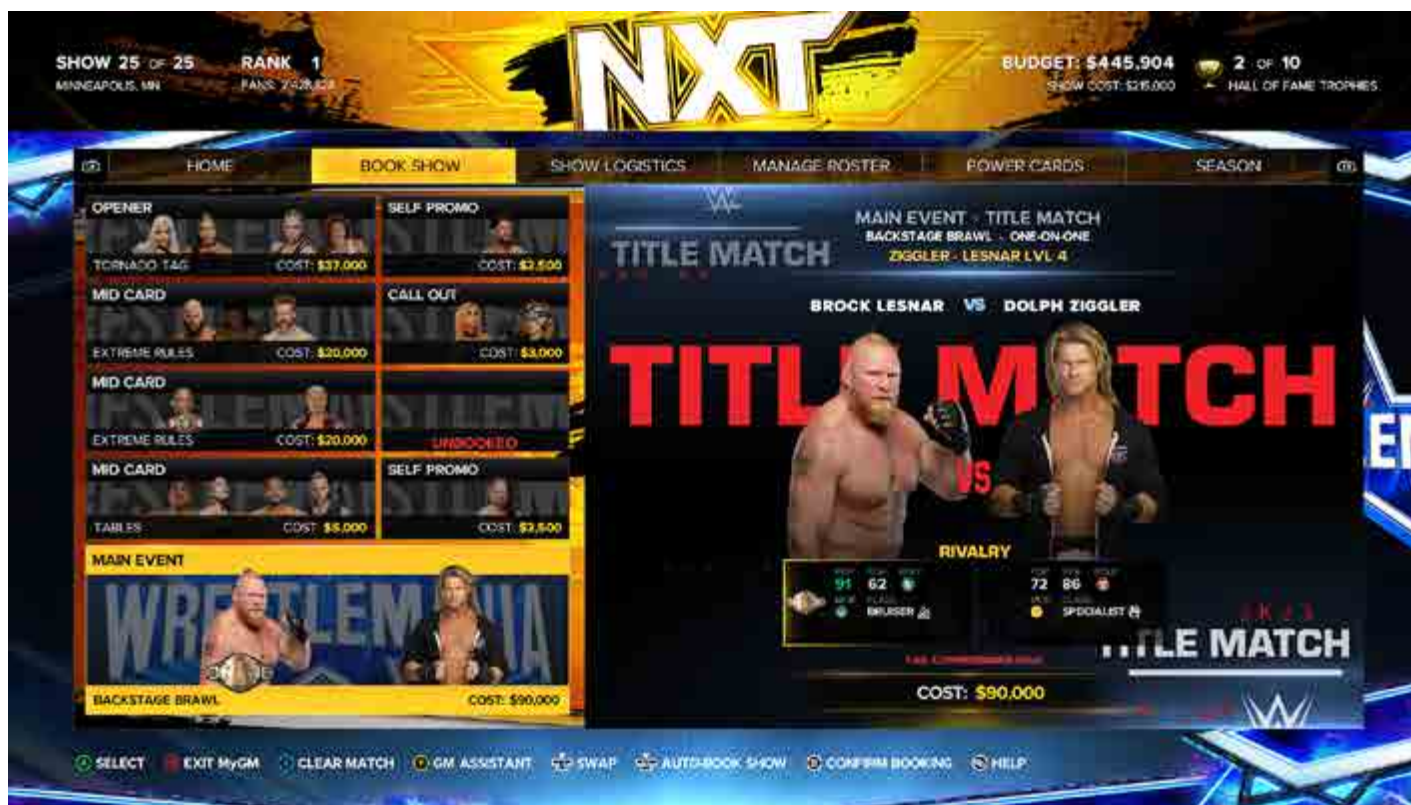 NXT
SHOW 25 OF 25
RANK 1
MINNEAPOLIS, MN
FANS:
BUDGET: $445,904
2 OF 10
SHOW COST: $215,000
HALL OF FAME TROPHIES
HOME
BOOK SHOW
SHOW LOGISTICS
MANAGE ROSTER
POWER CARDS
SEASON
OPENER
TORNADO TAG
COST: $37,000
SELF PROMO
COST: $2,500
MID CARD
EXTREME RULES
COST: $20,000
CALL OUT
COST: $3,000
MID CARD
EXTREME RULES
COST: $20,000
UNBOOKED
MID CARD
TABLES
COST: $5,000
SELF PROMO
COST: $2,500
MAIN EVENT
WRESTLEMANIA
BACKSTAGE BRAWL
COST: $90,000
TITLE MATCH
MAIN EVENT - TITLE MATCH
BACKSTAGE BRAWL - ONE-ON-ONE
ZIGGLER - LESNAR LVL 4
BROCK LESNAR VS DOLPH ZIGGLER
TITLE MATCH
VS
RIVALRY
91 62
BRUISER
72 86
SPECIALIST
TITLE MATCH
COST: $90,000
SELECT
EXIT MyGM
CLEAR MATCH
GM ASSISTANT
SWAP
AUTO-BOOK SHOW
CONFIRM BOOKING
HELP